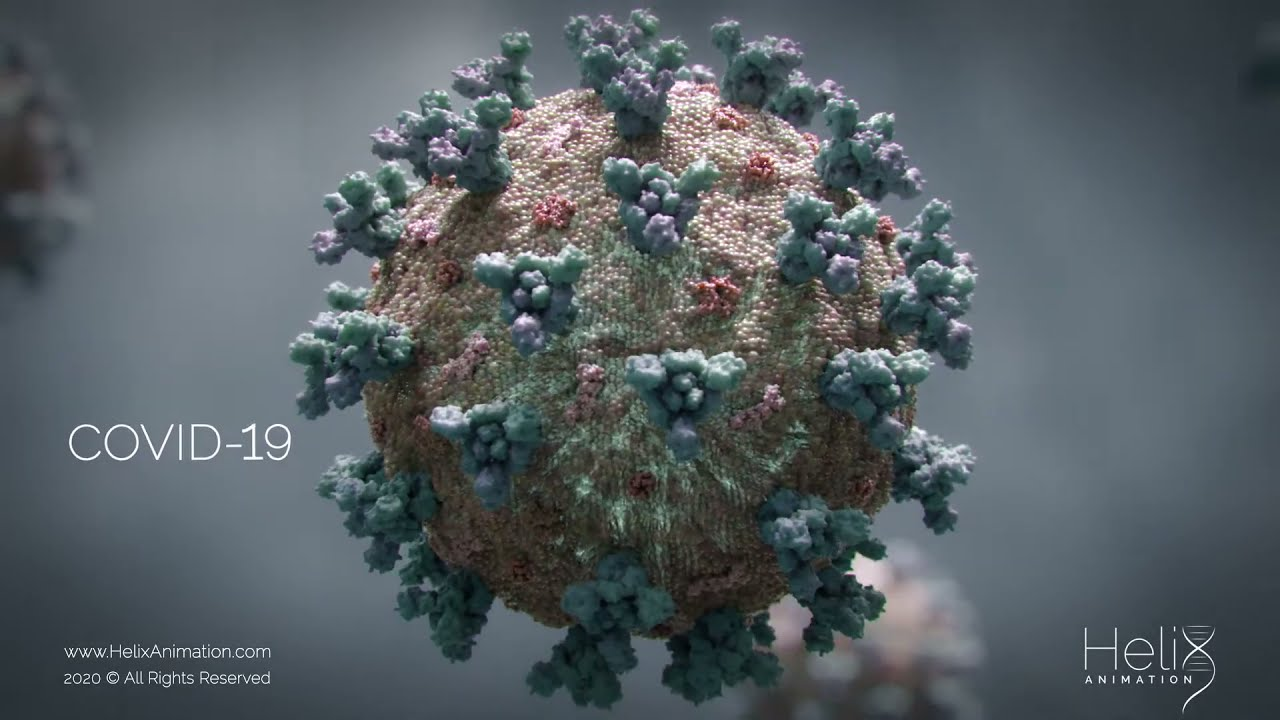 COVID-19
www.HelixAnimation.com
2020 © All Rights Reserved
Helix
ANIMATION